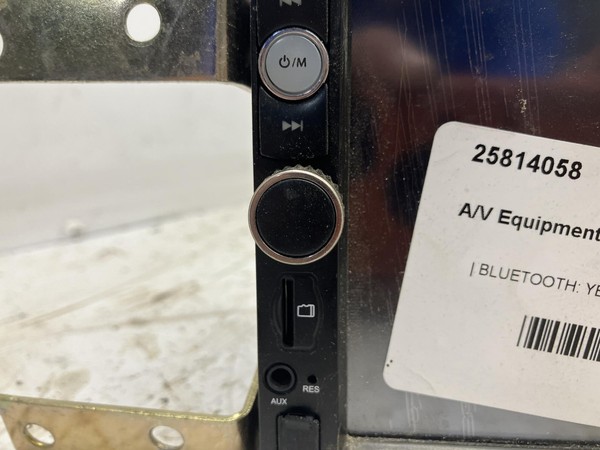 /M
25814058
A/V Equipment
| BLUETOOTH: YE
AUX
RES